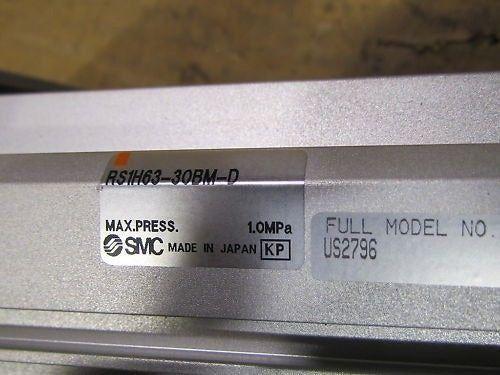 RS1H63-30BM-D
MAX.PRESS. 1.0MPa
SMC MADE IN JAPAN KP
FULL MODEL NO.
US2796